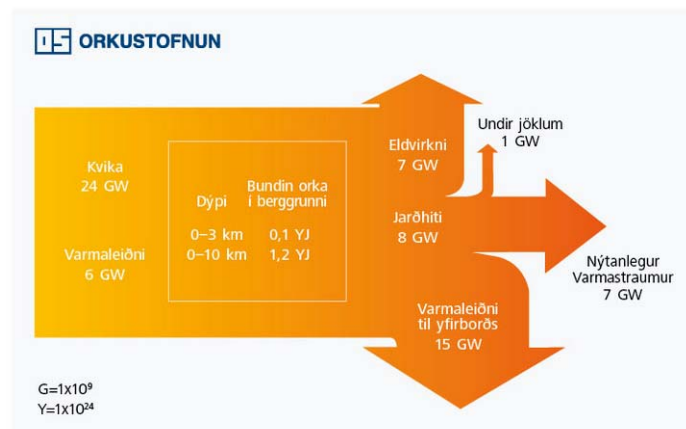 OS ORKUSTOFNUN
Kvika
24 GW
Varmaleiðni
6 GW
Dýpi
Bundin orka
í berggrunni
0–3 km 0,1 YJ
0–10 km 1,2 YJ
Eldvirkni
7 GW
Undir jöklum
1 GW
Jarðhiti
8 GW
Nýtanlegur
Varmastraumur
7 GW
Varmaleiðni
til yfirborðs
15 GW
G=1x10⁹
Y=1x10²⁴